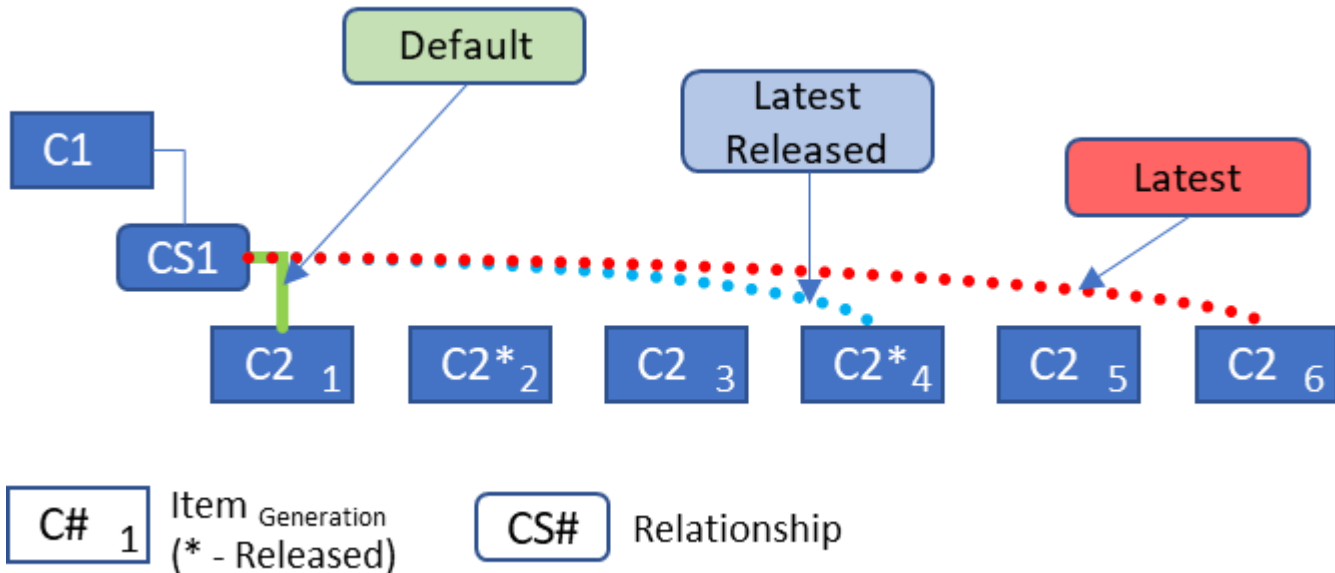 Default
Latest
Released
C1
Latest
CS1
C2 1
C2* 2
C2 3
C2* 4
C2 5
C2 6
C# 1
Item Generation
(* - Released)
CS#
Relationship